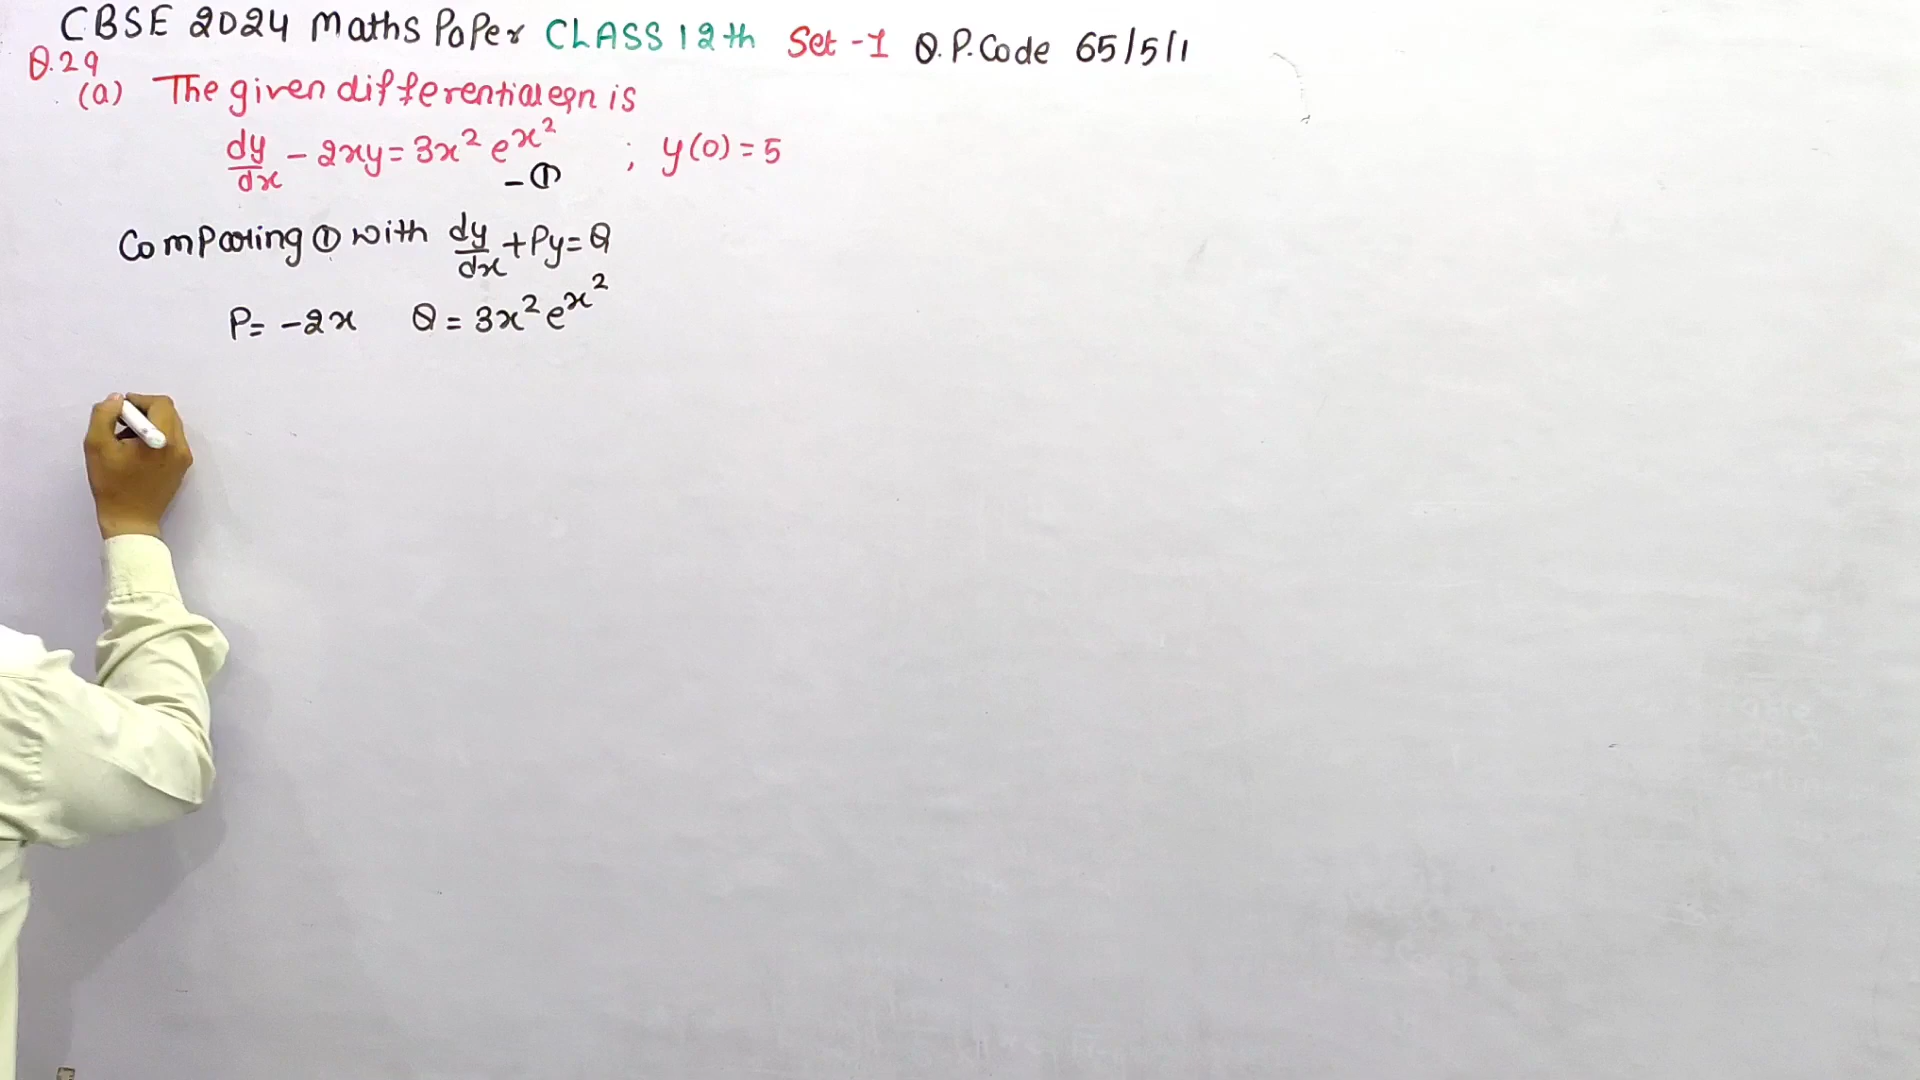 CBSE 2024 Maths Paper CLASS 12th Set -1 Q.P. Code 65/5/1
Q.29
(a) The given differential eqn is
dy/dx - 2xy = 3x² e^x² ; y(0) = 5
- ①
Comparing ① with dy/dx + Py = Q
P = -2x Q = 3x² e^x²